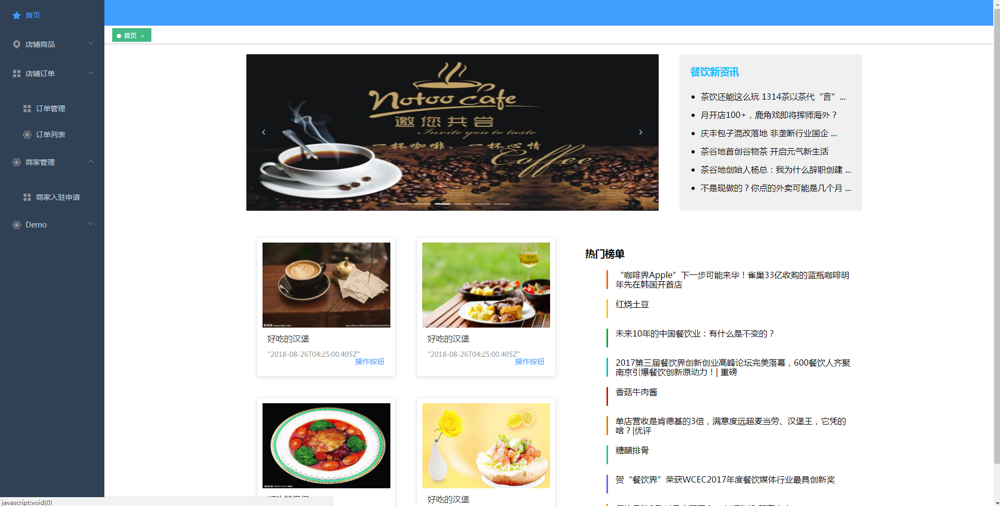 首页
店铺商品
店铺订单
订单管理
订单列表
商家管理
商家入驻申请
Demo
首页 ×
Notoo cafe
邀您共尝
Invite you to taste
一杯咖啡、一杯心情
Coffee
餐饮新资讯
茶饮还能这么玩 1314茶以茶代“言”...
月开店100+，鹿角戏即将挥师海外？
庆丰包子混改落地 非垄断行业国企 ...
茶谷地首创谷物茶 开启元气新生活
茶谷地创始人杨总：我为什么辞职创建 ...
不是现做的？你点的外卖可能是几个月 ...
好吃的汉堡
"2018-08-26T04:25:00.405Z"
操作按钮
好吃的汉堡
"2018-08-26T04:25:00.405Z"
操作按钮
好吃的汉堡
热门榜单
“咖啡界Apple”下一步可能来华！雀巢33亿收购的蓝瓶咖啡明
年先在韩国开首店
红烧土豆
未来10年的中国餐饮业：有什么是不变的？
2017第三届餐饮界创新创业高峰论坛完美落幕，600餐饮人齐聚
南京引爆餐饮创新原动力！| 重磅
香菇牛肉酱
单店营收是肯德基的3倍，满意度远超麦当劳、汉堡王，它凭的
啥？|优评
糖醋排骨
贺“餐饮界”荣获WCEC2017年度餐饮媒体行业最具创新奖
javascript:void(0)